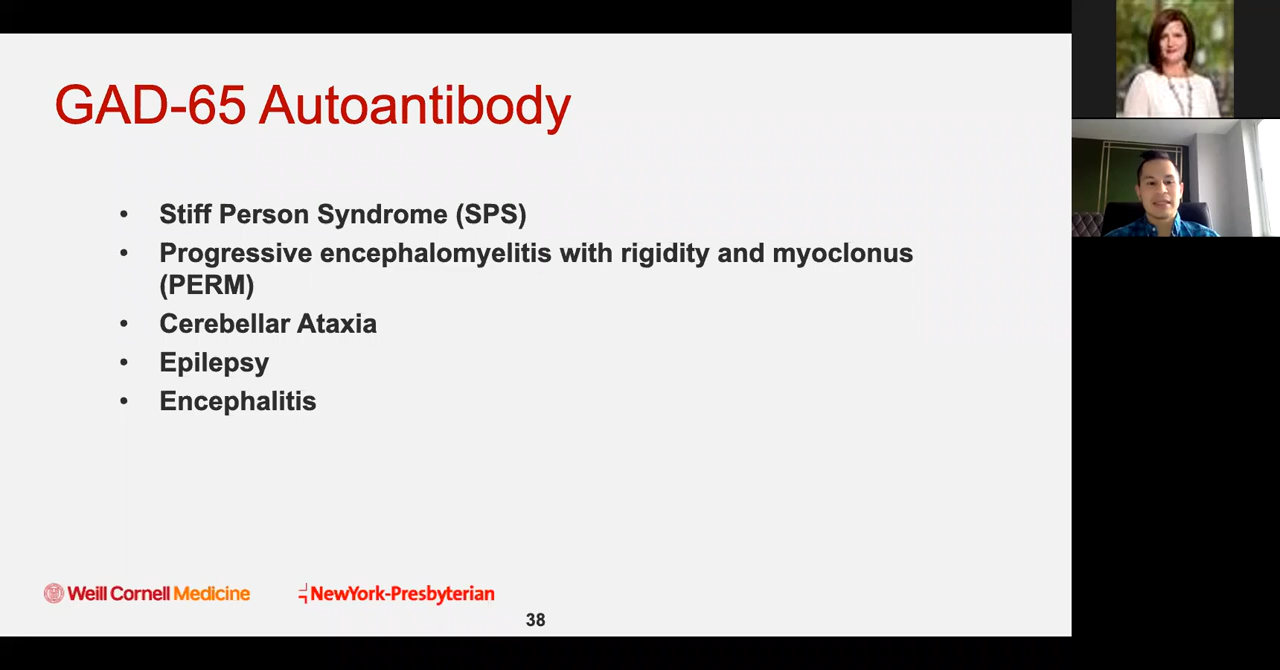 GAD-65 Autoantibody
• Stiff Person Syndrome (SPS)
• Progressive encephalomyelitis with rigidity and myoclonus
(PERM)
• Cerebellar Ataxia
• Epilepsy
• Encephalitis
Weill Cornell Medicine
NewYork-Presbyterian
38